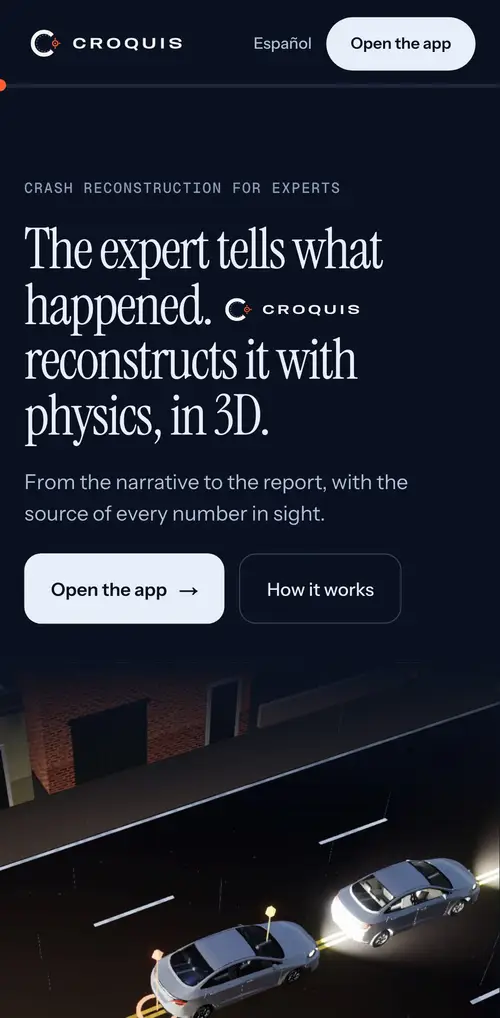 CROQUIS
Español
Open the app
CRASH RECONSTRUCTION FOR EXPERTS
The expert tells what
happened. CROQUIS
reconstructs it with
physics, in 3D.
From the narrative to the report, with the
source of every number in sight.
Open the app →
How it works